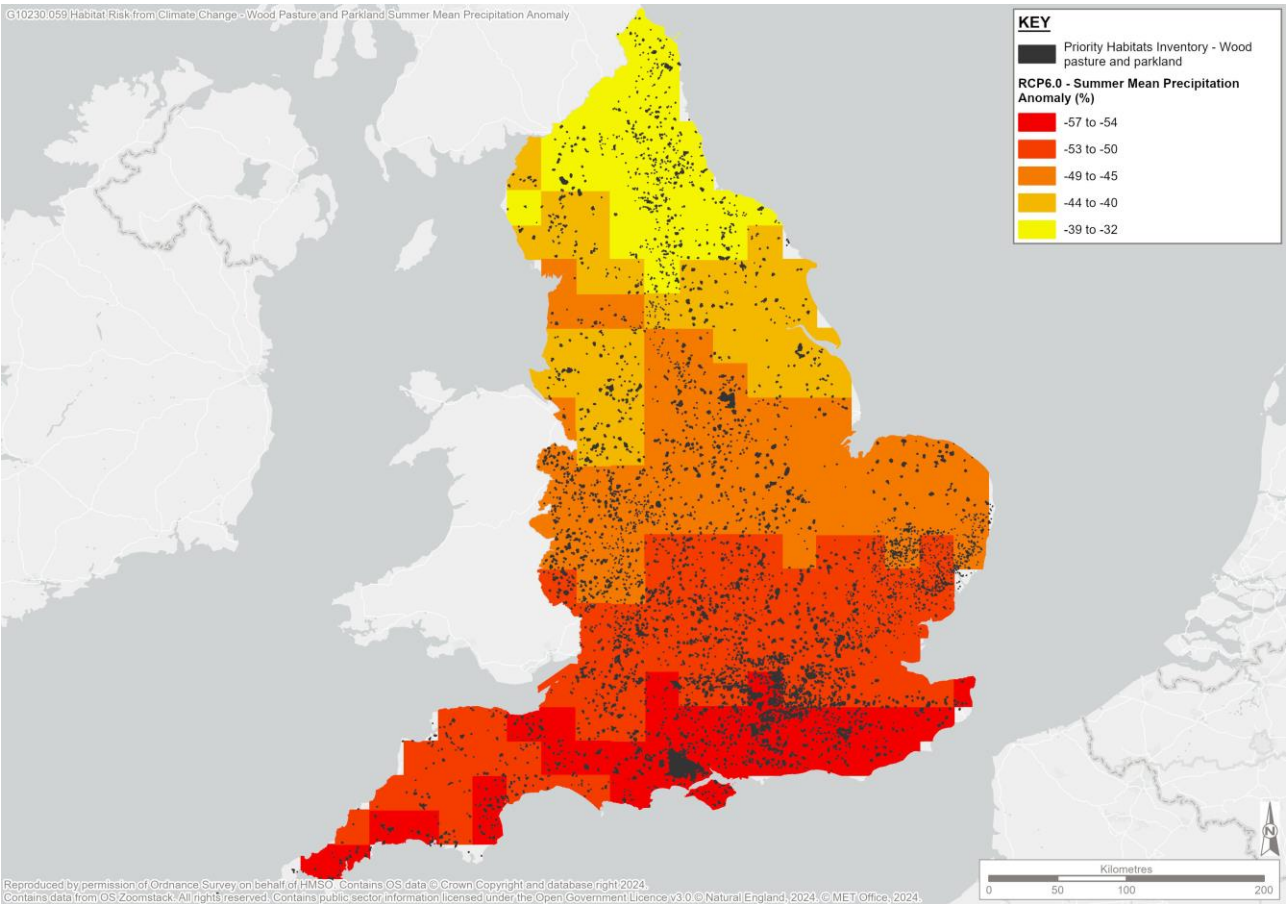 G10230.059 Habitat Risk from Climate Change - Wood Pasture and Parkland Summer Mean Precipitation Anomaly
KEY
Priority Habitats Inventory - Wood
pasture and parkland
RCP6.0 - Summer Mean Precipitation
Anomaly (%)
-57 to -54
-53 to -50
-49 to -45
-44 to -40
-39 to -32
N
Kilometres
0 50 100 200
Reproduced by permission of Ordnance Survey on behalf of HMSO. Contains OS data © Crown Copyright and database right 2024.
Contains data from OS Zoomstack. All rights reserved. Contains public sector information licensed under the Open Government Licence v3.0.© Natural England, 2024. © MET Office, 2024.